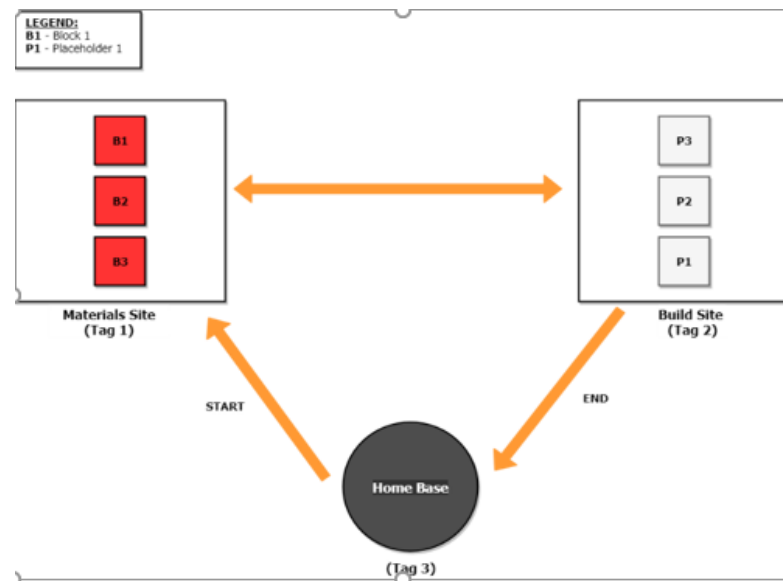 LEGEND:
B1 - Block 1
P1 - Placeholder 1
B1
B2
B3
P3
P2
P1
Materials Site
(Tag 1)
Build Site
(Tag 2)
START
END
Home Base
(Tag 3)